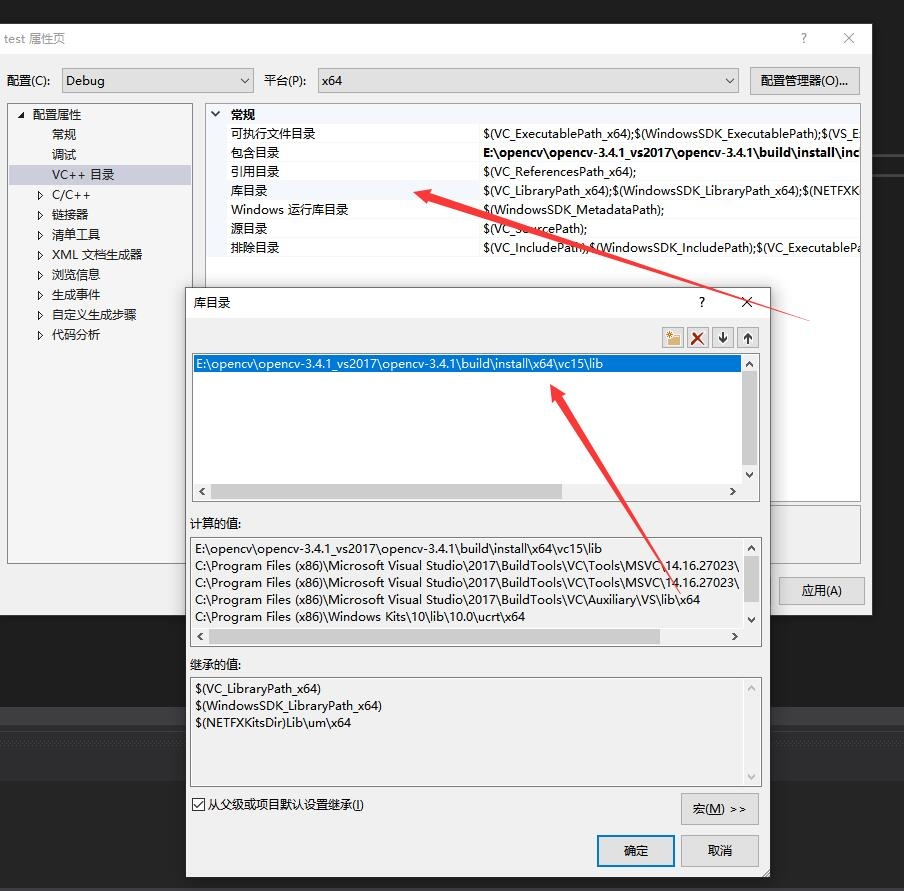 test 属性页
配置(C): Debug 平台(P): x64 配置管理器(O)...
配置属性
常规
调试
VC++ 目录
C/C++
链接器
清单工具
XML 文档生成器
浏览信息
生成事件
自定义生成步骤
代码分析
常规
可执行文件目录 $(VC_ExecutablePath_x64);$(WindowsSDK_ExecutablePath);$(VS_E
包含目录 E:\opencv\opencv-3.4.1_vs2017\opencv-3.4.1\build\install\inc
引用目录 $(VC_ReferencesPath_x64);
库目录 $(VC_LibraryPath_x64);$(WindowsSDK_LibraryPath_x64);$(NETFXK
Windows 运行库目录 $(WindowsSDK_MetadataPath);
源目录 $(VC_SourcePath);
排除目录 $(VC_IncludePath);$(WindowsSDK_IncludePath);$(VC_ExecutablePa
库目录
E:\opencv\opencv-3.4.1_vs2017\opencv-3.4.1\build\install\x64\vc15\lib
计算的值:
E:\opencv\opencv-3.4.1_vs2017\opencv-3.4.1\build\install\x64\vc15\lib
C:\Program Files (x86)\Microsoft Visual Studio\2017\BuildTools\VC\Tools\MSVC\14.16.27023\
C:\Program Files (x86)\Microsoft Visual Studio\2017\BuildTools\VC\Tools\MSVC\14.16.27023\
C:\Program Files (x86)\Microsoft Visual Studio\2017\BuildTools\VC\Auxiliary\VS\lib\x64
C:\Program Files (x86)\Windows Kits\10\lib\10.0\ucrt\x64
继承的值:
$(VC_LibraryPath_x64)
$(WindowsSDK_LibraryPath_x64)
$(NETFXKitsDir)Lib\um\x64
从父级或项目默认设置继承(I)
宏(M) >>
确定 取消
应用(A)